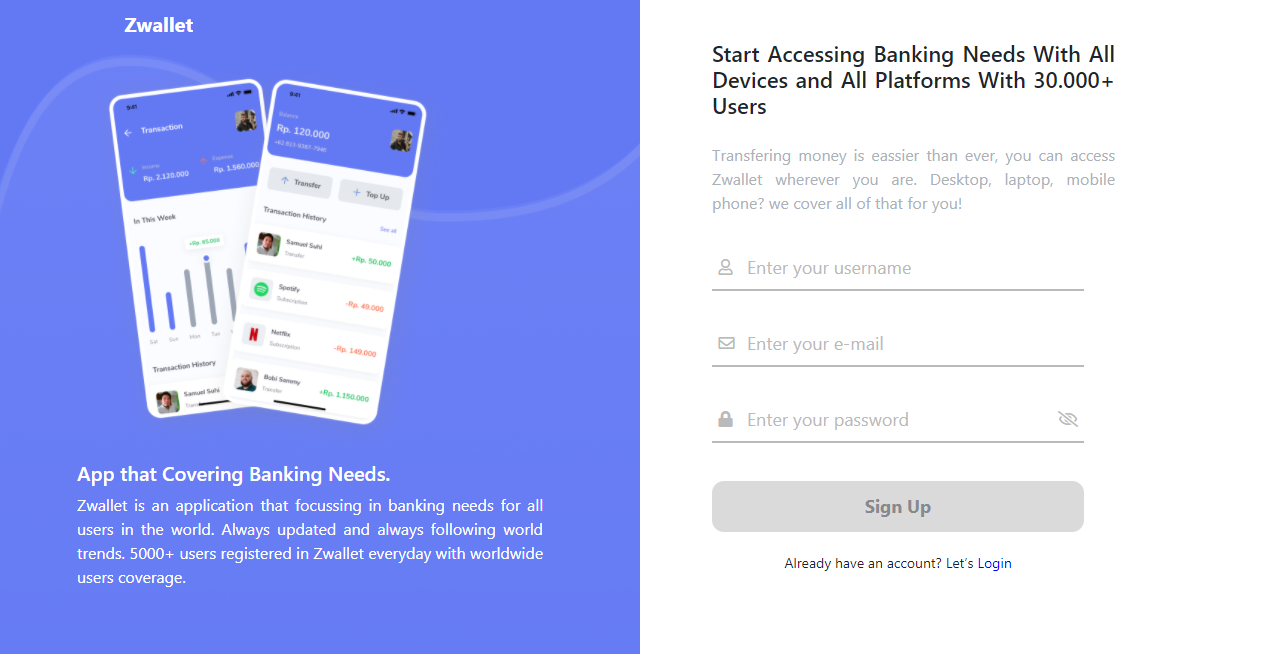 Zwallet
9:41
Transaction
Income
Rp. 2.120.000
Expense
Rp. 1.560.000
In This Week
+Rp. 65.000
Sat Sun Mon Tue
Transaction History
Samuel Suhi
9:41
Balance
Rp. 120.000
Transfer
Top Up
Transaction History
See all
Samuel Suhi
Transfer
+Rp. 50.000
Spotify
Subscription
-Rp. 49.000
Netflix
Subscription
-Rp. 149.000
Bobi Sammy
Transfer
+Rp. 1.150.000
App that Covering Banking Needs.
Zwallet is an application that focussing in banking needs for all
users in the world. Always updated and always following world
trends. 5000+ users registered in Zwallet everyday with worldwide
users coverage.
Start Accessing Banking Needs With All
Devices and All Platforms With 30.000+
Users
Transfering money is eassier than ever, you can access
Zwallet wherever you are. Desktop, laptop, mobile
phone? we cover all of that for you!
Enter your username
Enter your e-mail
Enter your password
Sign Up
Already have an account? Let's Login